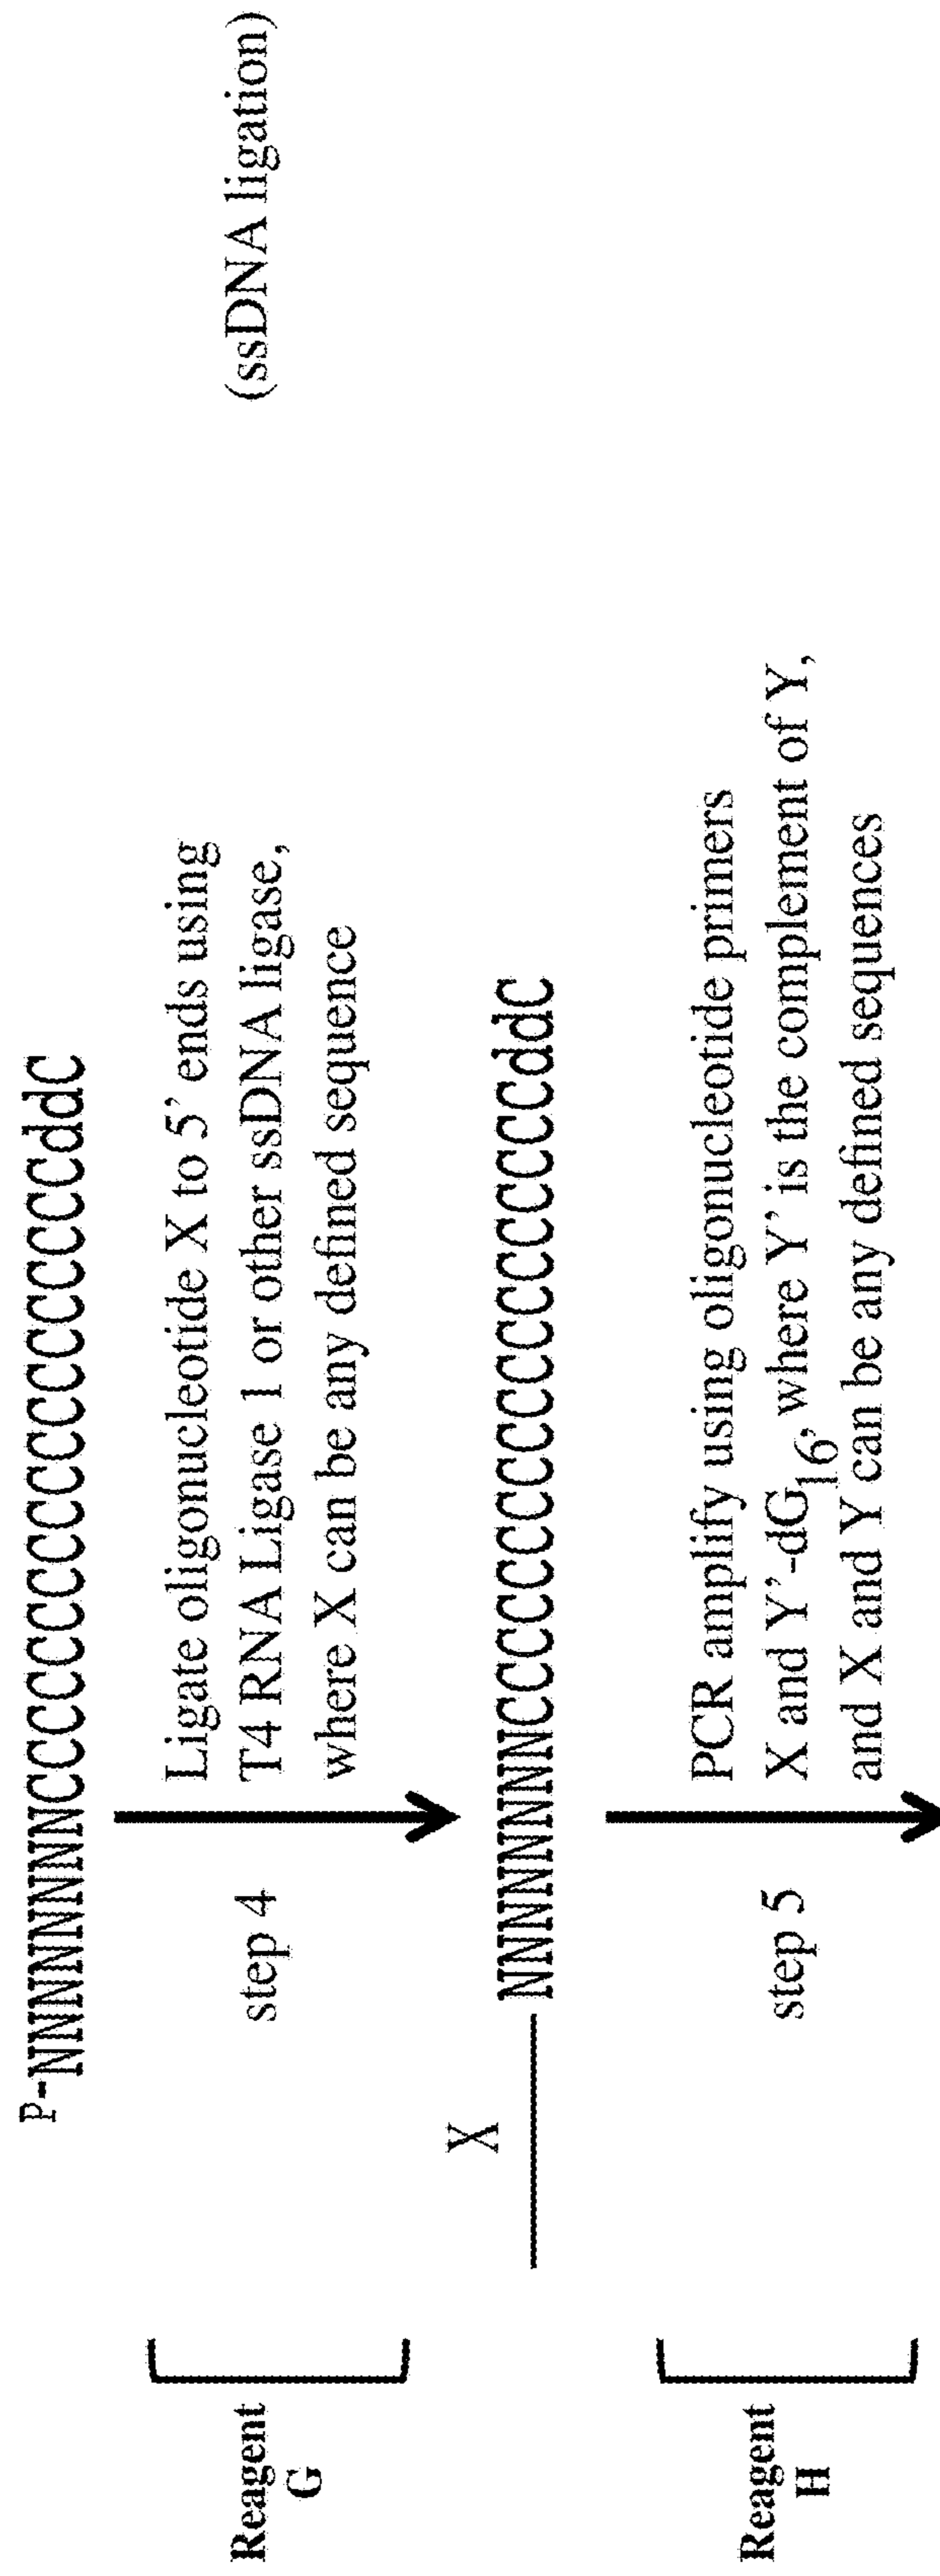 P-NNNNNNNNCCCCCCCCCCCCCCCCCCCddC
Reagent
G
step 4
Ligate oligonucleotide X to 5’ ends using
T4 RNA Ligase 1 or other ssDNA ligase,
where X can be any defined sequence
(ssDNA ligation)
X
NNNNNNNNCCCCCCCCCCCCCCCCCCCddC
Reagent
H
step 5
PCR amplify using oligonucleotide primers
X and Y’-dG16, where Y’ is the complement of Y,
and X and Y can be any defined sequences